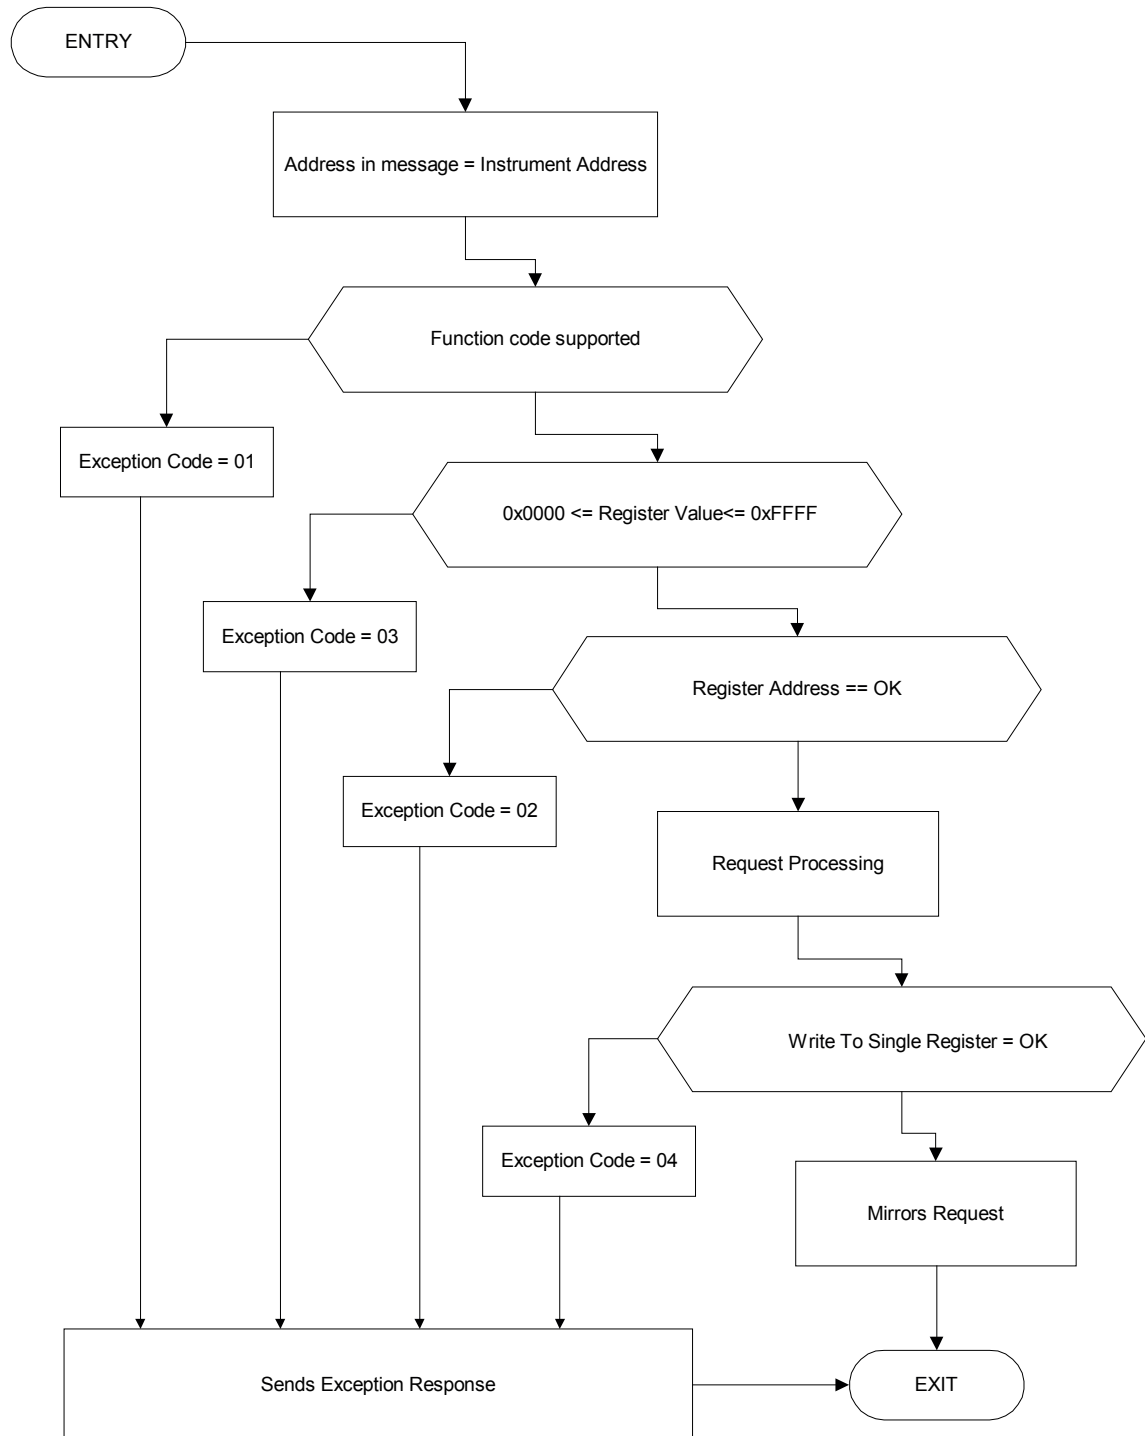 ENTRY
Address in message = Instrument Address
Function code supported
Exception Code = 01
0x0000 <= Register Value<= 0xFFFF
Exception Code = 03
Register Address == OK
Exception Code = 02
Request Processing
Write To Single Register = OK
Exception Code = 04
Mirrors Request
Sends Exception Response
EXIT